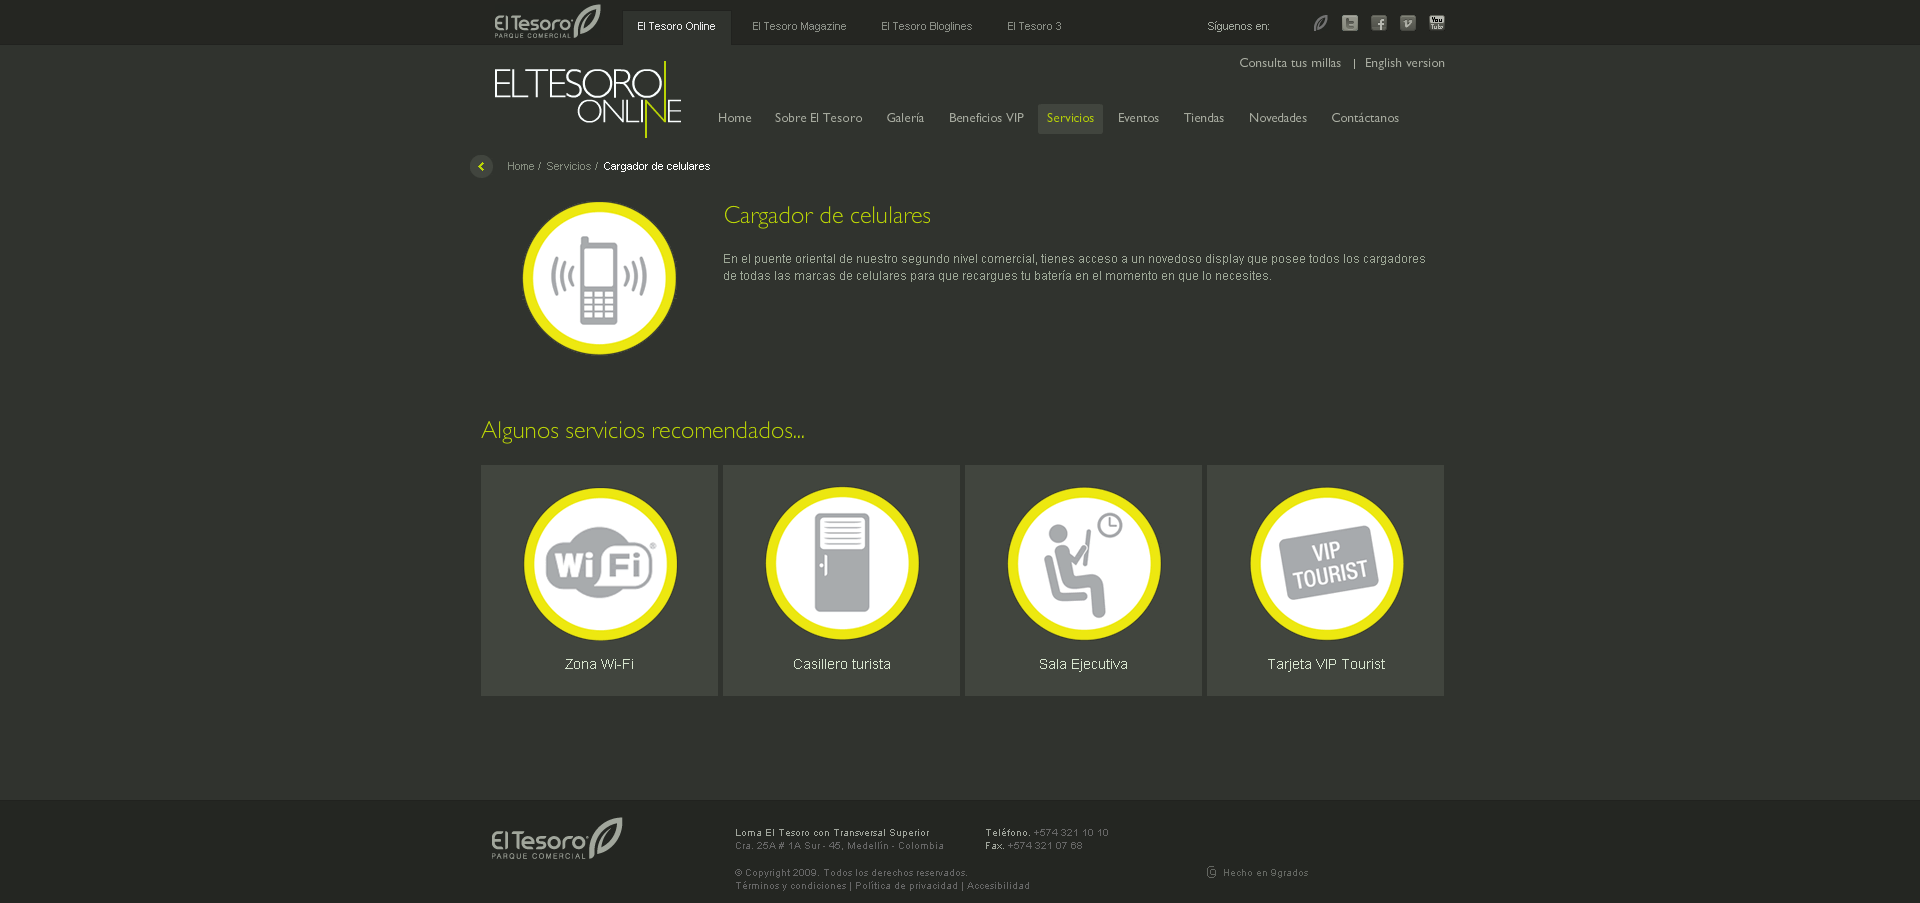 El Tesoro
PARQUE COMERCIAL
El Tesoro Online
El Tesoro Magazine
El Tesoro Bloglines
El Tesoro 3
Síguenos en:
You
Tube
Consulta tus millas | English version
EL TESORO
ONLINE
Home
Sobre El Tesoro
Galería
Beneficios VIP
Servicios
Eventos
Tiendas
Novedades
Contáctanos
Home / Servicios / Cargador de celulares
Cargador de celulares
En el puente oriental de nuestro segundo nivel comercial, tienes acceso a un novedoso display que posee todos los cargadores
de todas las marcas de celulares para que recargues tu batería en el momento en que lo necesites.
Algunos servicios recomendados...
Wi Fi
VIP
TOURIST
Zona Wi-Fi
Casillero turista
Sala Ejecutiva
Tarjeta VIP Tourist
El Tesoro
PARQUE COMERCIAL
Loma El Tesoro con Transversal Superior
Cra. 25A # 1A Sur - 45, Medellín - Colombia
Teléfono. +574 321 10 10
Fax. +574 321 07 68
© Copyright 2009. Todos los derechos reservados.
Términos y condiciones | Política de privacidad | Accesibilidad
Hecho en 9grados